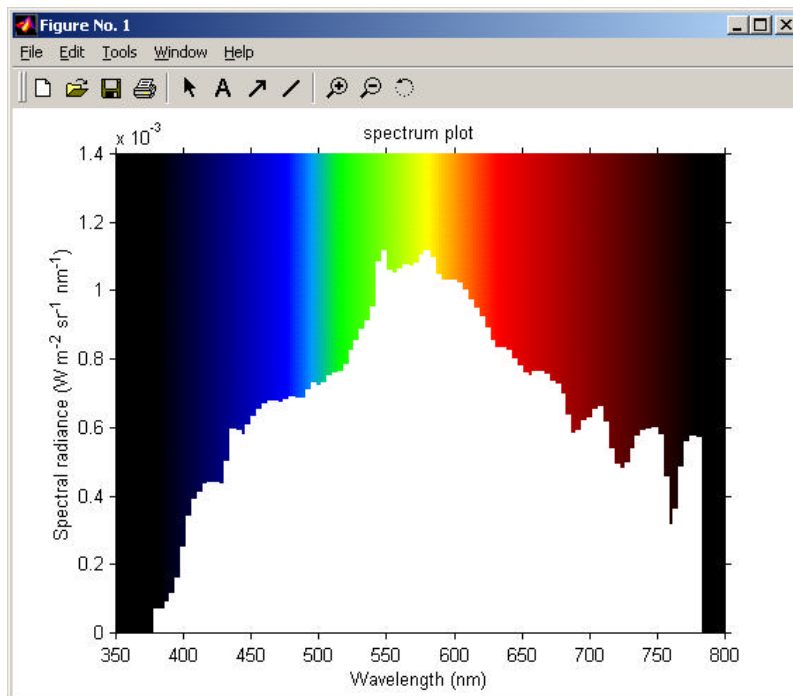 Figure No. 1
File Edit Tools Window Help
A
x 10-3
spectrum plot
1.4
1.2
1
0.8
0.6
0.4
0.2
0
Spectral radiance (W m-2 sr-1 nm-1)
350 400 450 500 550 600 650 700 750 800
Wavelength (nm)